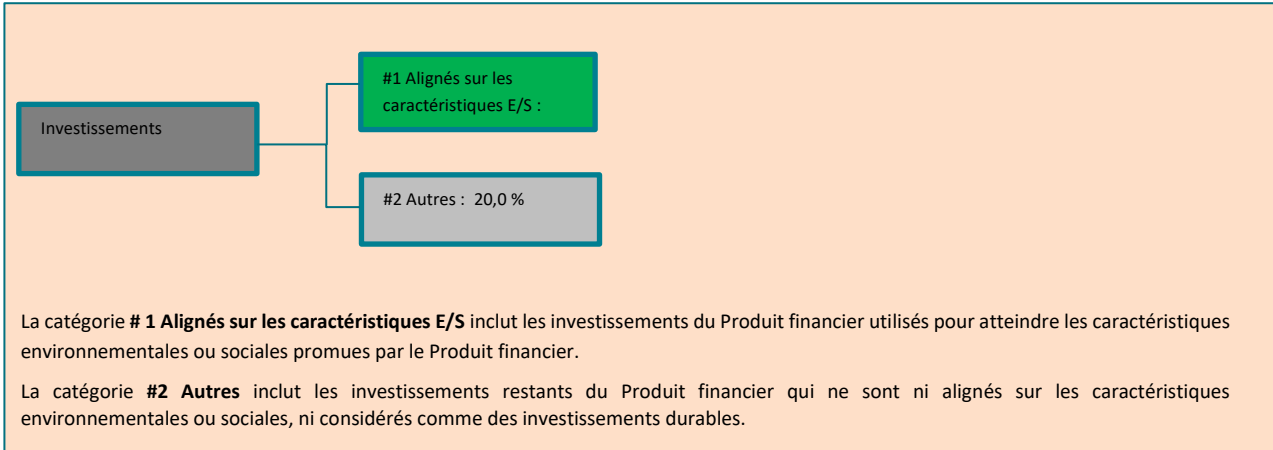 #1 Alignés sur les
caractéristiques E/S :
Investissements
#2 Autres : 20,0 %
La catégorie # 1 Alignés sur les caractéristiques E/S inclut les investissements du Produit financier utilisés pour atteindre les caractéristiques
environnementales ou sociales promues par le Produit financier.
La catégorie #2 Autres inclut les investissements restants du Produit financier qui ne sont ni alignés sur les caractéristiques
environnementales ou sociales, ni considérés comme des investissements durables.